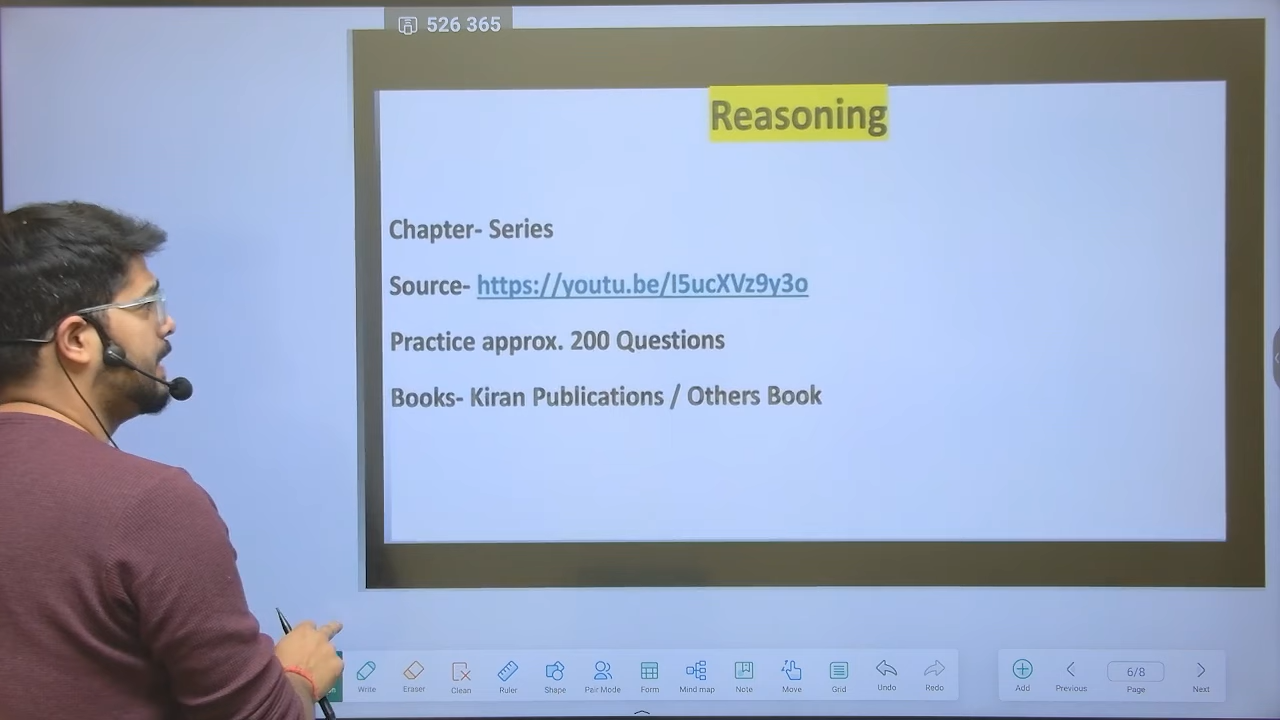 526 365
Reasoning
Chapter- Series
Source- https://youtu.be/I5ucXVz9y3o
Practice approx. 200 Questions
Books- Kiran Publications / Others Book
Write Eraser Clean Ruler Shape Pair Mode Form Mind map Note Move Grid Undo Redo Add Previous Page Next
6/8